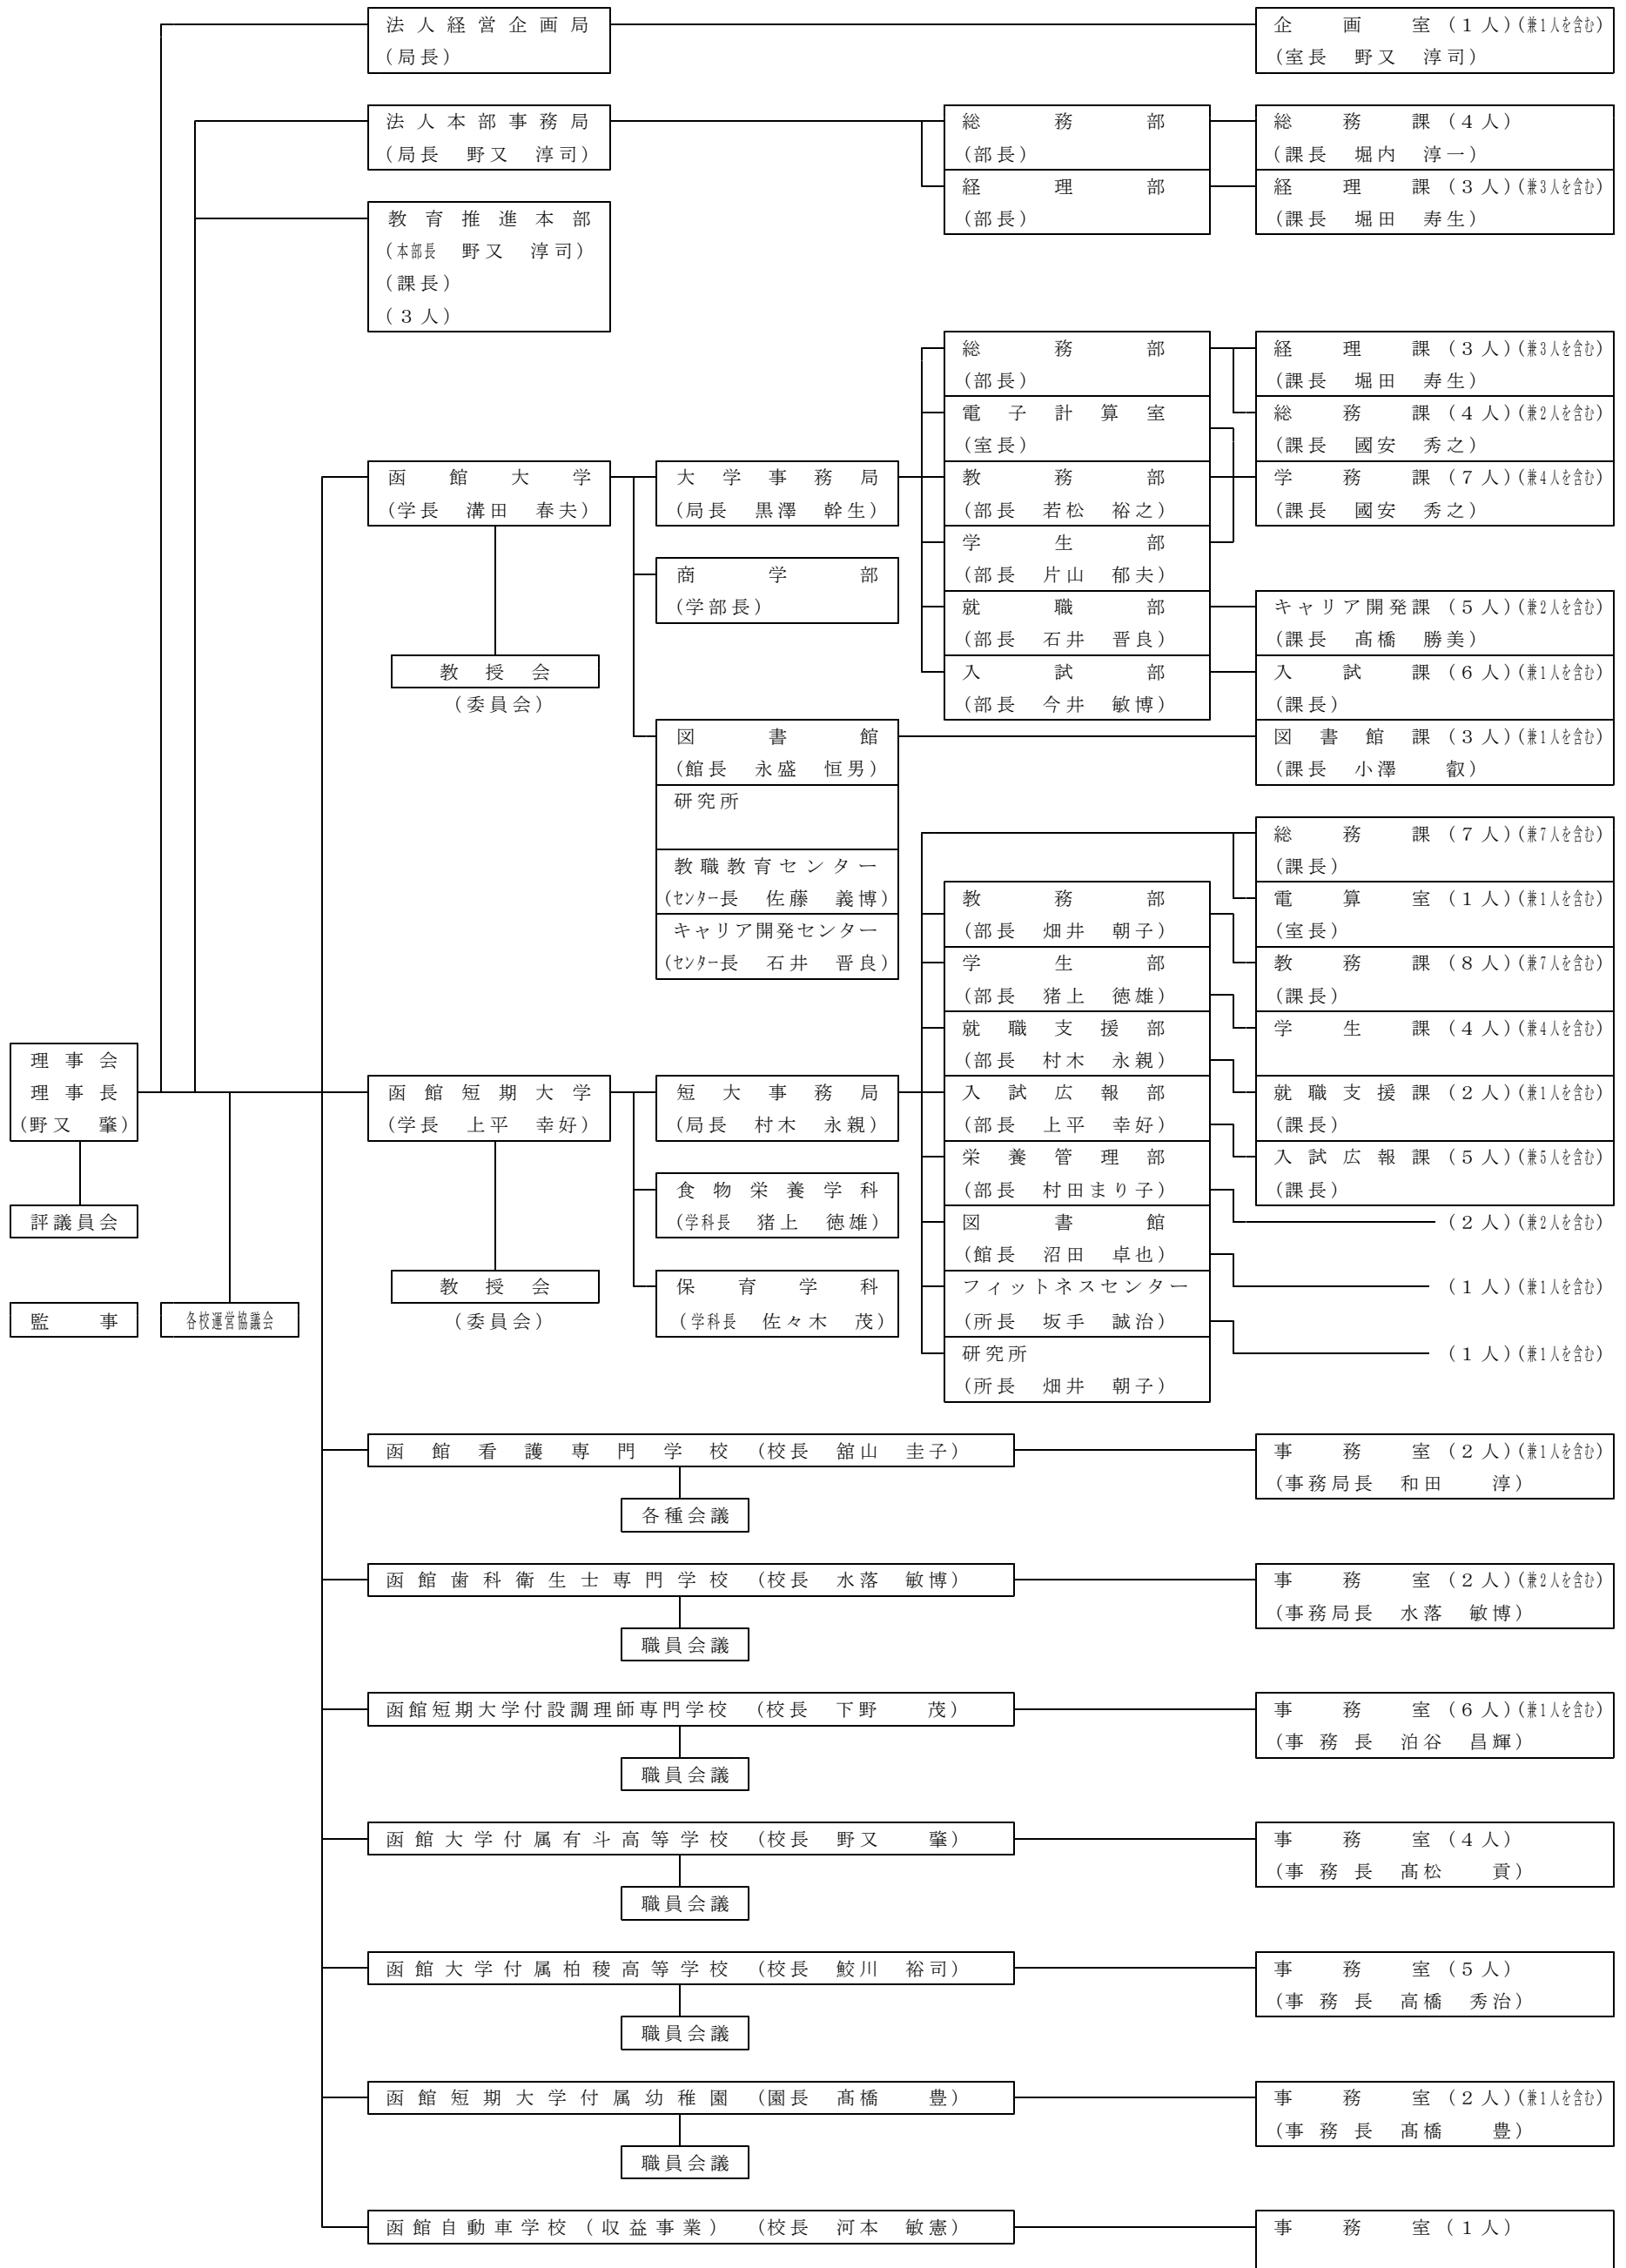 法人経営企画局
(局長)
企画室(1人)(兼1人を含む)
(室長 野又 淳司)
法人本部事務局
(局長 野又 淳司)
総務部
(部長)
経理部
(部長)
総務課(4人)
(課長 堀内 淳一)
経理課(3人)(兼3人を含む)
(課長 堀田 寿生)
教育推進本部
(本部長 野又 淳司)
(課長)
(3人)
函館大学
(学長 溝田 春夫)
教授会
(委員会)
大学事務局
(局長 黒澤 幹生)
商学部
(学部長)
図書館
(館長 永盛 恒男)
研究所
教職教育センター
(センター長 佐藤 義博)
キャリア開発センター
(センター長 石井 晋良)
総務部
(部長)
電子計算室
(室長)
教務部
(部長 若松 裕之)
学生部
(部長 片山 郁夫)
就職部
(部長 石井 晋良)
入試部
(部長 今井 敏博)
経理課(3人)(兼3人を含む)
(課長 堀田 寿生)
総務課(4人)(兼2人を含む)
(課長 國安 秀之)
学務課(7人)(兼4人を含む)
(課長 國安 秀之)
キャリア開発課(5人)(兼2人を含む)
(課長 髙橋 勝美)
入試課(6人)(兼1人を含む)
(課長)
図書館課(3人)(兼1人を含む)
(課長 小澤 叡)
理事会
理事長
(野又 肇)
評議員会
監事
各校運営協議会
函館短期大学
(学長 上平 幸好)
教授会
(委員会)
短大事務局
(局長 村木 永親)
食物栄養学科
(学科長 猪上 徳雄)
保育学科
(学科長 佐々木 茂)
教務部
(部長 畑井 朝子)
学生部
(部長 猪上 徳雄)
就職支援部
(部長 村木 永親)
入試広報部
(部長 上平 幸好)
栄養管理部
(部長 村田まり子)
図書館
(館長 沼田 卓也)
フィットネスセンター
(所長 坂手 誠治)
研究所
(所長 畑井 朝子)
総務課(7人)(兼7人を含む)
(課長)
電算室(1人)(兼1人を含む)
(室長)
教務課(8人)(兼7人を含む)
(課長)
学生課(4人)(兼4人を含む)
就職支援課(2人)(兼1人を含む)
(課長)
入試広報課(5人)(兼5人を含む)
(課長)
(2人)(兼2人を含む)
(1人)(兼1人を含む)
(1人)(兼1人を含む)
函館看護専門学校 (校長 舘山 圭子)
各種会議
事務室(2人)(兼1人を含む)
(事務局長 和田 淳)
函館歯科衛生士専門学校 (校長 水落 敏博)
職員会議
事務室(2人)(兼2人を含む)
(事務局長 水落 敏博)
函館短期大学付設調理師専門学校 (校長 下野 茂)
職員会議
事務室(6人)(兼1人を含む)
(事務長 泊谷 昌輝)
函館大学付属有斗高等学校 (校長 野又 肇)
職員会議
事務室(4人)
(事務長 髙松 貢)
函館大学付属柏稜高等学校 (校長 鮫川 裕司)
職員会議
事務室(5人)
(事務長 高橋 秀治)
函館短期大学付属幼稚園 (園長 髙橋 豊)
職員会議
事務室(2人)(兼1人を含む)
(事務長 髙橋 豊)
函館自動車学校(収益事業) (校長 河本 敏憲)
事務室(1人)